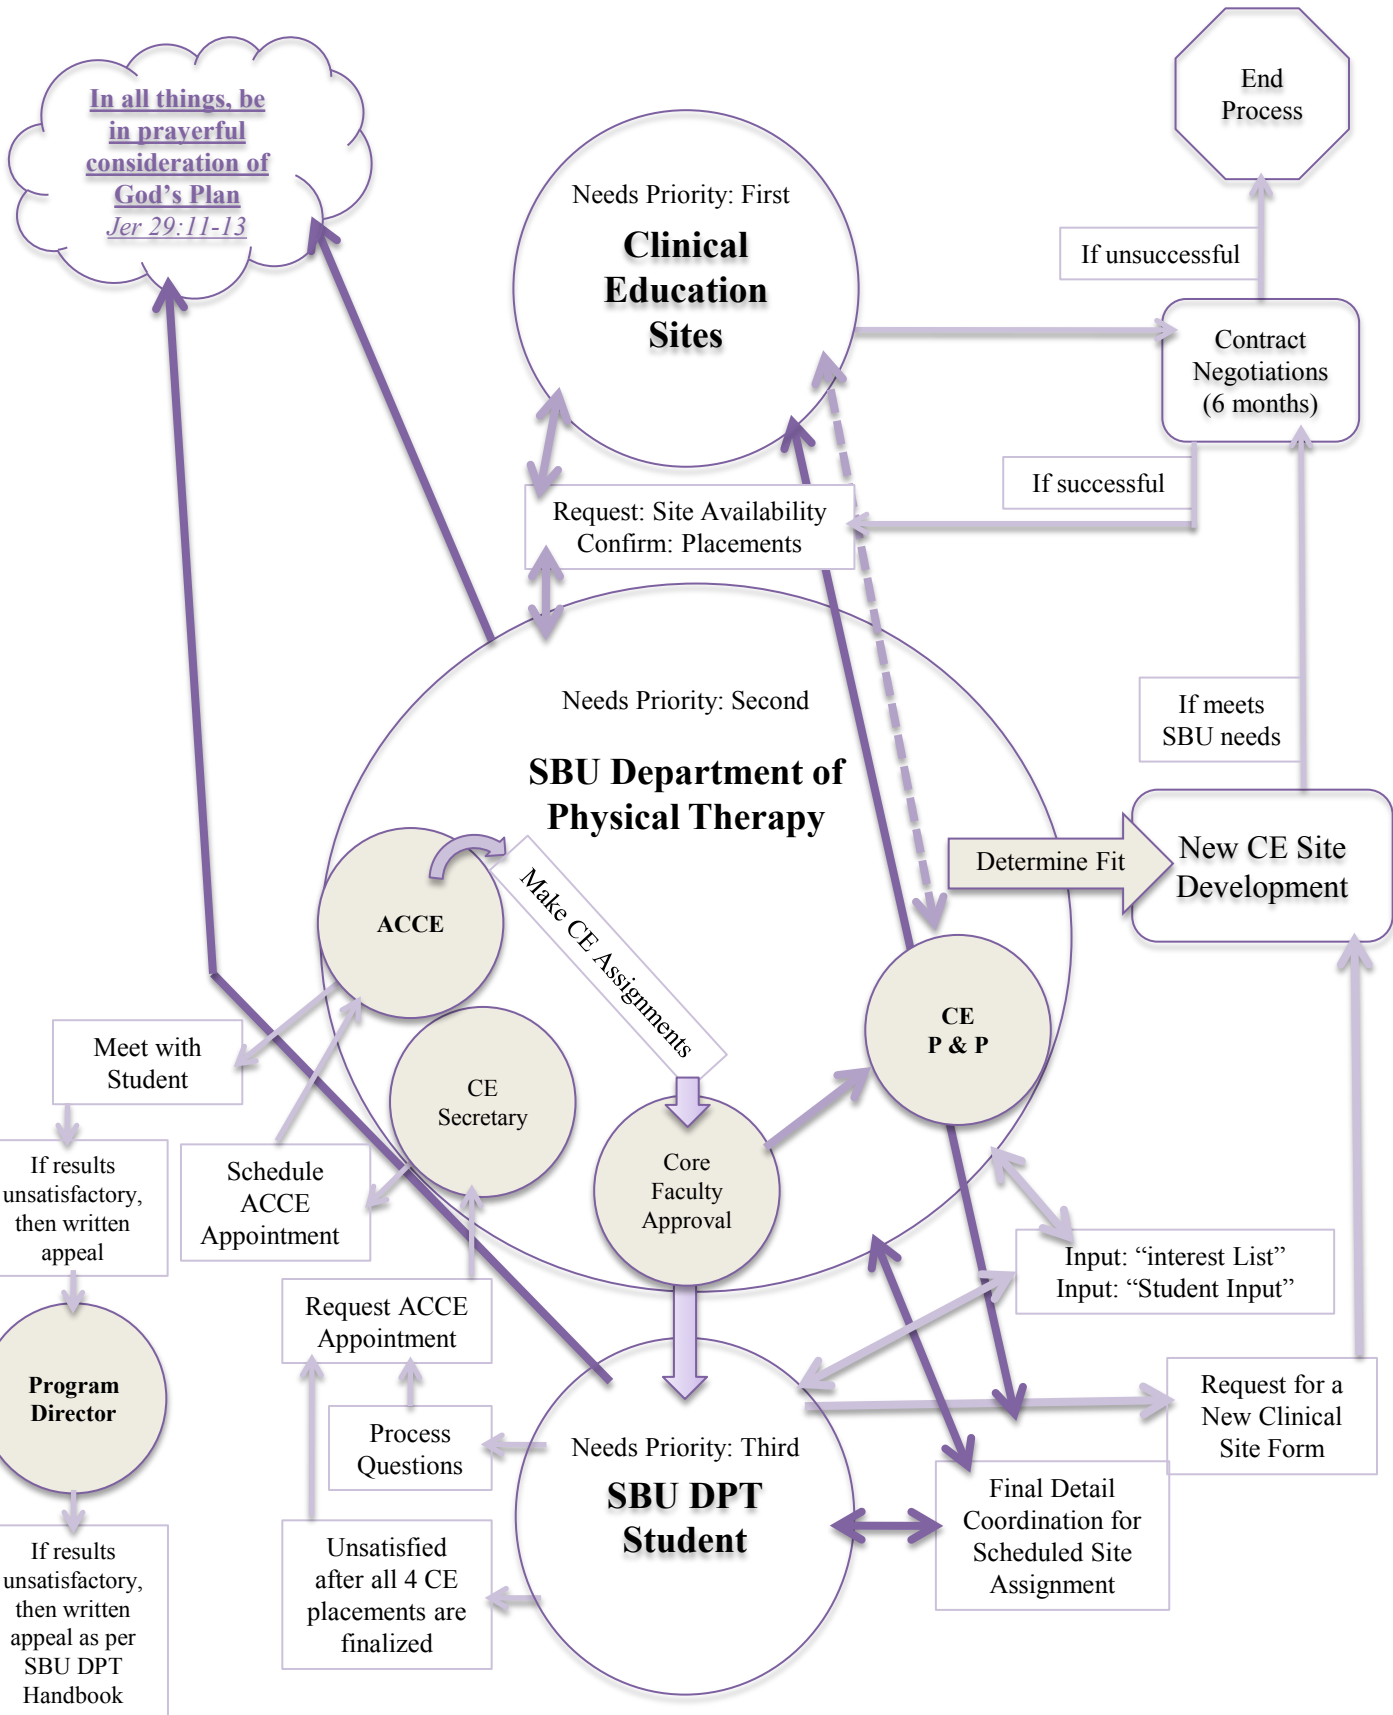 In all things, be
in prayerful
consideration of
God’s Plan
Jer 29:11-13
End
Process
Needs Priority: First
Clinical
Education
Sites
If unsuccessful
Contract
Negotiations
(6 months)
If successful
Request: Site Availability
Confirm: Placements
Needs Priority: Second
SBU Department of
Physical Therapy
If meets
SBU needs
Determine Fit
New CE Site
Development
ACCE
Make CE Assignments
CE
P & P
Meet with
Student
CE
Secretary
Core
Faculty
Approval
If results
unsatisfactory,
then written
appeal
Schedule
ACCE
Appointment
Input: “interest List”
Input: “Student Input”
Request ACCE
Appointment
Program
Director
Process
Questions
Needs Priority: Third
SBU DPT
Student
Request for a
New Clinical
Site Form
Final Detail
Coordination for
Scheduled Site
Assignment
Unsatisfied
after all 4 CE
placements are
finalized
If results
unsatisfactory,
then written
appeal as per
SBU DPT
Handbook